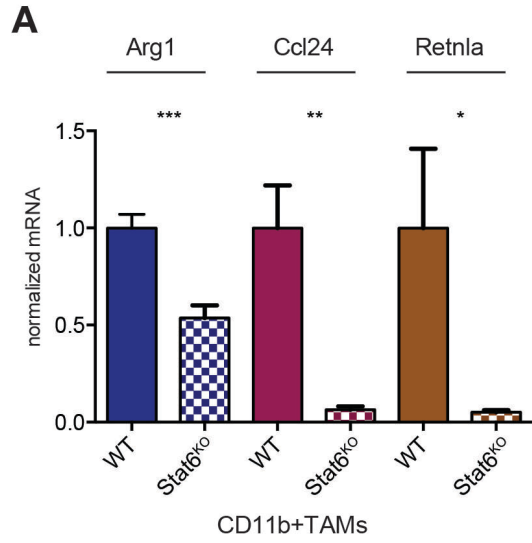 A
Arg1 Ccl24 Retnla
*** ** *
1.5
1.0
0.5
0.0
normalized mRNA
WT Stat6KO WT Stat6KO WT Stat6KO
CD11b+TAMs